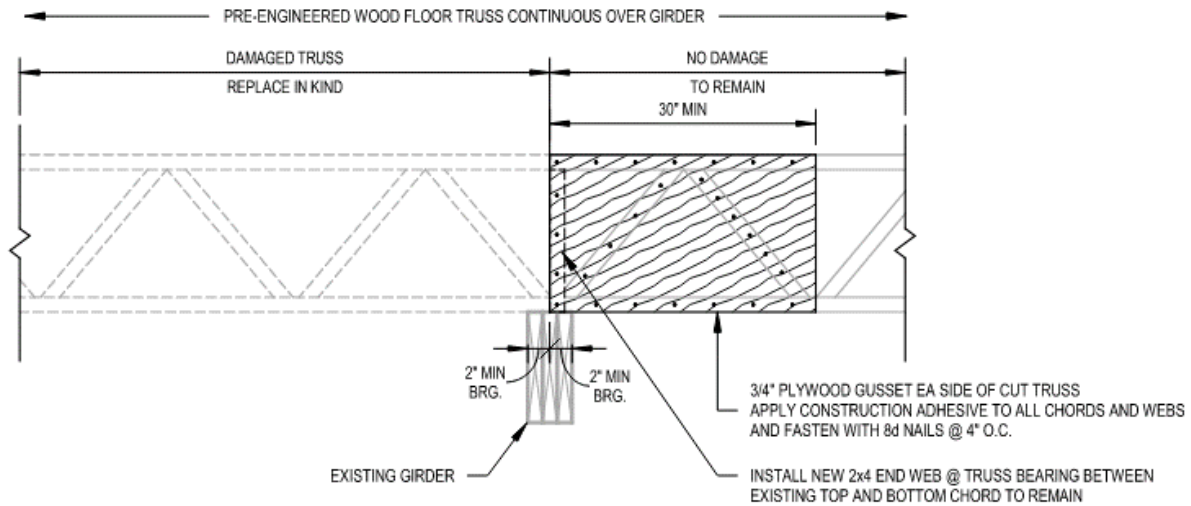 PRE-ENGINEERED WOOD FLOOR TRUSS CONTINUOUS OVER GIRDER
DAMAGED TRUSS
REPLACE IN KIND
NO DAMAGE
TO REMAIN
30" MIN
2" MIN
BRG.
2" MIN
BRG.
3/4" PLYWOOD GUSSET EA SIDE OF CUT TRUSS
APPLY CONSTRUCTION ADHESIVE TO ALL CHORDS AND WEBS
AND FASTEN WITH 8d NAILS @ 4" O.C.
EXISTING GIRDER
INSTALL NEW 2x4 END WEB @ TRUSS BEARING BETWEEN
EXISTING TOP AND BOTTOM CHORD TO REMAIN